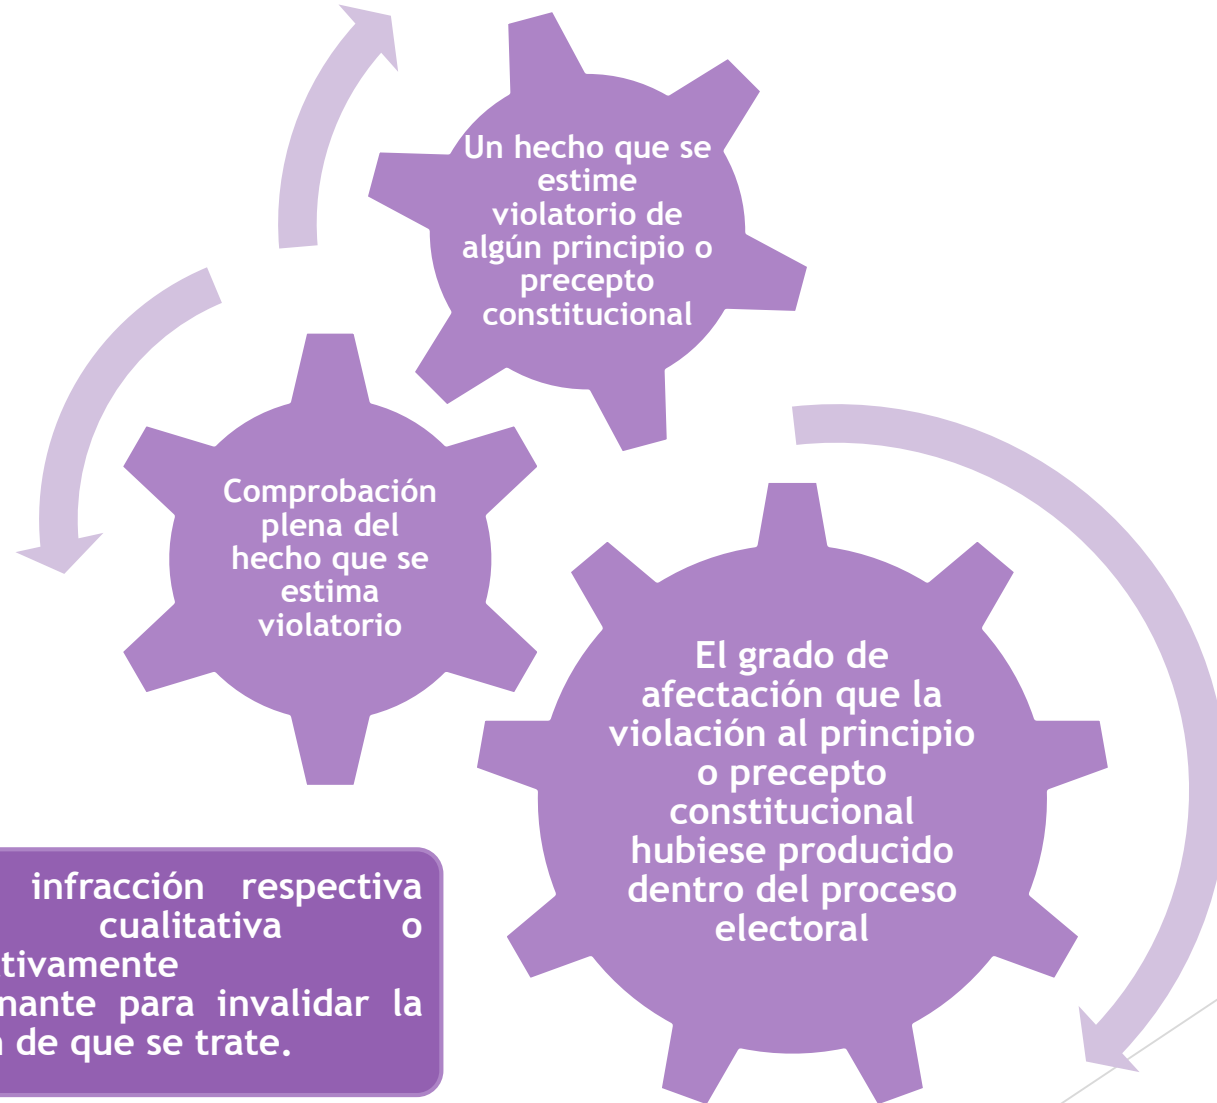 Un hecho que se
estime
violatorio de
algún principio o
precepto
constitucional
Comprobación
plena del
hecho que se
estima
violatorio
El grado de
afectación que la
violación al principio
o precepto
constitucional
hubiese producido
dentro del proceso
electoral
infracción respectiva
cualitativa o
para invalidar la
de que se trate.